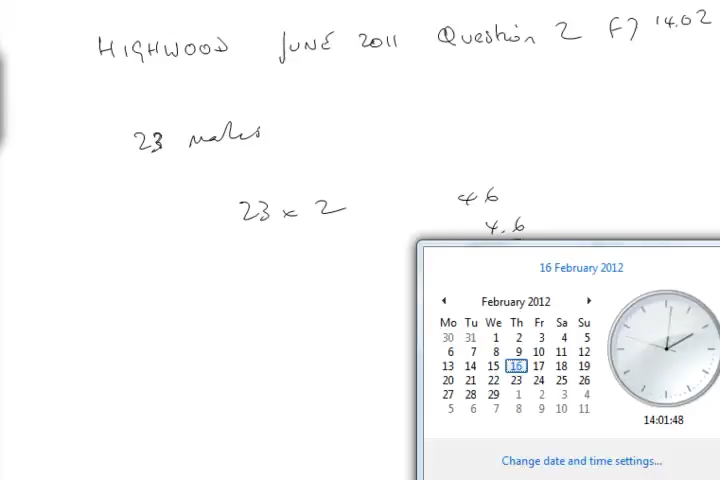 HIGHWOOD JUNE 2011 Question 2 F7 14.02
23 marks
23 x 2 46
4.6
16 February 2012
February 2012
Mo Tu We Th Fr Sa Su
30 31 1 2 3 4 5
6 7 8 9 10 11 12
13 14 15 16 17 18 19
20 21 22 23 24 25 26
27 28 29 1 2 3 4
5 6 7 8 9 10 11
14:01:48
Change date and time settings...